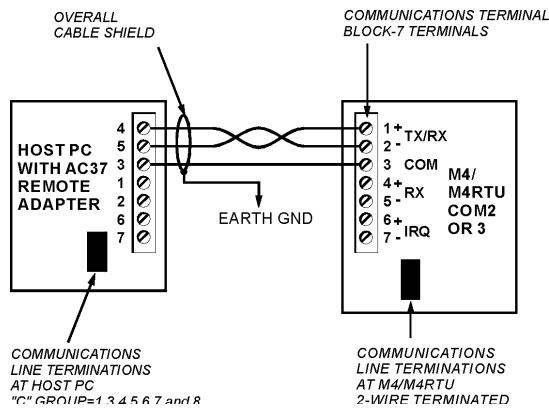 OVERALL
CABLE SHIELD
COMMUNICATIONS TERMINAL
BLOCK-7 TERMINALS
HOST PC
WITH AC37
REMOTE
ADAPTER
4
5
3
1
2
6
7
EARTH GND
1 +
2 -
TX/RX
3 COM
4 +
5 -
RX
6 +
7 -
IRQ
M4/
M4RTU
COM2
OR 3
COMMUNICATIONS
LINE TERMINATIONS
AT HOST PC
"C" GROUP=1,3,4,5,6,7 and 8
COMMUNICATIONS
LINE TERMINATIONS
AT M4/M4RTU
2-WIRE TERMINATED